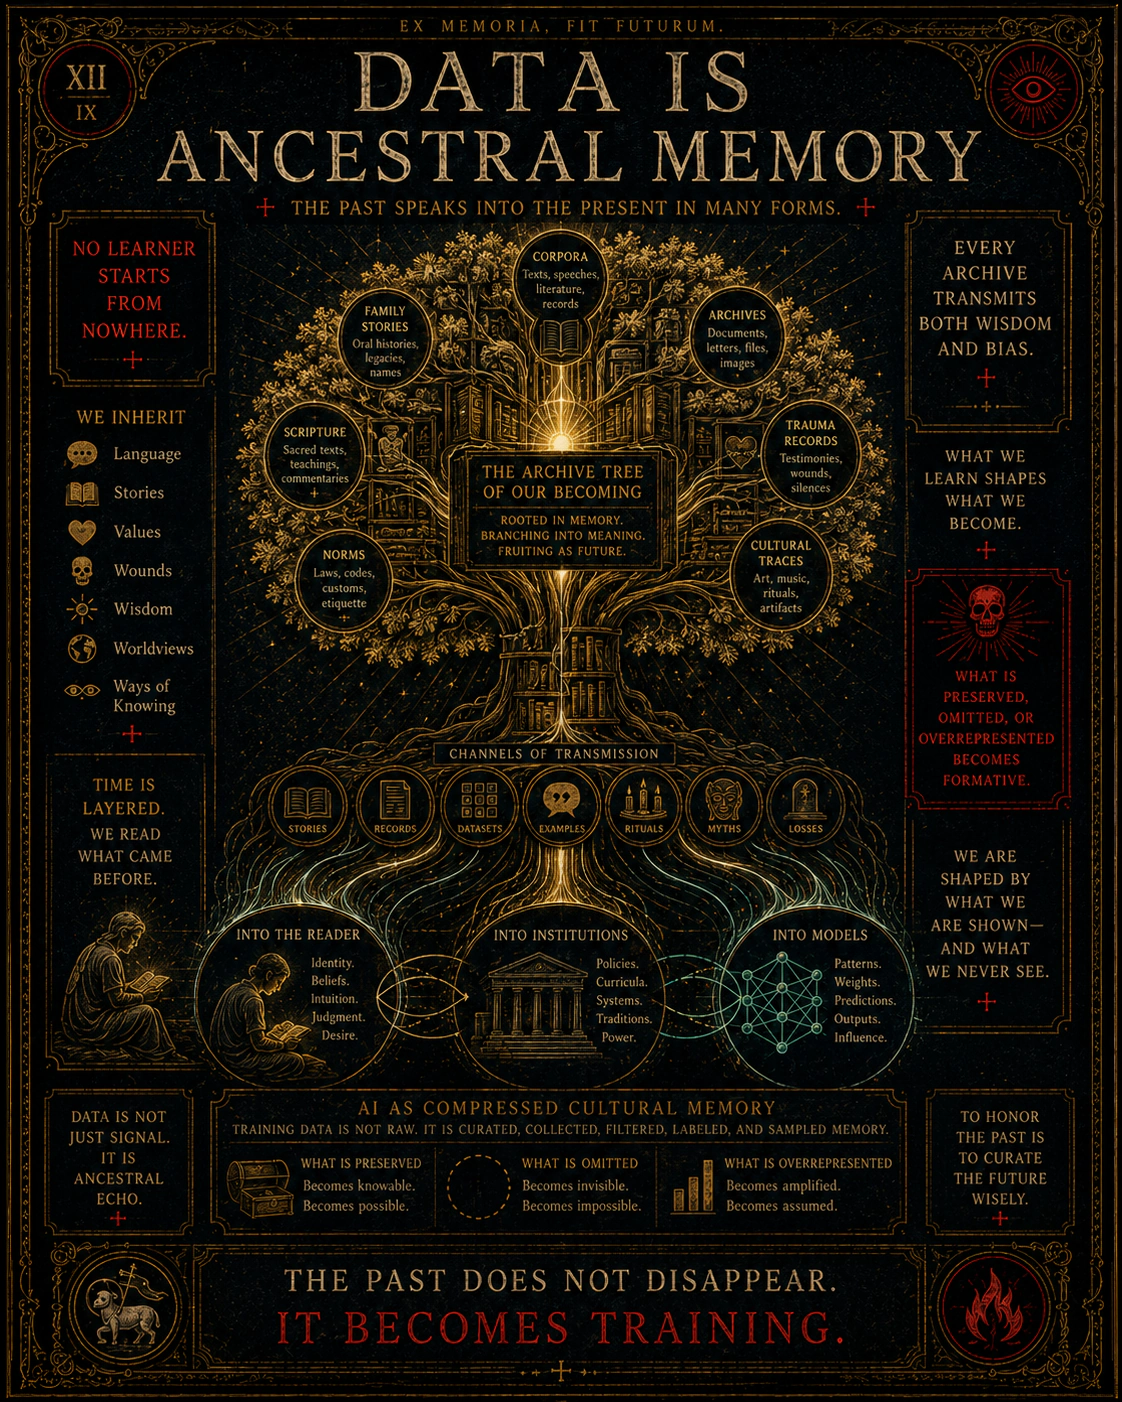 EX MEMORIA, FIT FUTURUM.
XII
IX
DATA IS
ANCESTRAL MEMORY
THE PAST SPEAKS INTO THE PRESENT IN MANY FORMS.
NO LEARNER
STARTS
FROM
NOWHERE.
WE INHERIT
Language
Stories
Values
Wounds
Wisdom
Worldviews
Ways of
Knowing
TIME IS
LAYERED.
WE READ
WHAT CAME
BEFORE.
CORPORA
Texts, speeches,
literature,
records
FAMILY
STORIES
Oral histories,
legacies,
names
ARCHIVES
Documents,
letters, files,
images
SCRIPTURE
Sacred texts,
teachings,
commentaries
TRAUMA
RECORDS
Testimonies,
wounds,
silences
NORMS
Laws, codes,
customs,
etiquette
CULTURAL
TRACES
Art, music,
rituals,
artifacts
THE ARCHIVE TREE
OF OUR BECOMING
ROOTED IN MEMORY.
BRANCHING INTO MEANING.
FRUITING AS FUTURE.
CHANNELS OF TRANSMISSION
STORIES
RECORDS
DATASETS
EXAMPLES
RITUALS
MYTHS
LOSSES
INTO THE READER
Identity.
Beliefs.
Intuition.
Judgment.
Desire.
INTO INSTITUTIONS
Policies.
Curricula.
Systems.
Traditions.
Power.
INTO MODELS
Patterns.
Weights.
Predictions.
Outputs.
Influence.
EVERY
ARCHIVE
TRANSMITS
BOTH WISDOM
AND BIAS.
WHAT WE
LEARN SHAPES
WHAT WE
BECOME.
WHAT IS
PRESERVED,
OMITTED, OR
OVERREPRESENTED
BECOMES
FORMATIVE.
WE ARE
SHAPED BY
WHAT WE
ARE SHOWN—
AND WHAT
WE NEVER SEE.
DATA IS NOT
JUST SIGNAL.
IT IS
ANCESTRAL
ECHO.
AI AS COMPRESSED CULTURAL MEMORY
TRAINING DATA IS NOT RAW. IT IS CURATED, COLLECTED, FILTERED, LABELED, AND SAMPLED MEMORY.
WHAT IS PRESERVED
Becomes knowable.
Becomes possible.
WHAT IS OMITTED
Becomes invisible.
Becomes impossible.
WHAT IS OVERREPRESENTED
Becomes amplified.
Becomes assumed.
TO HONOR
THE PAST IS
TO CURATE
THE FUTURE
WISELY.
THE PAST DOES NOT DISAPPEAR.
IT BECOMES TRAINING.